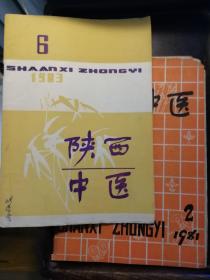 6
SHAANXI ZHONGYI
1983
陕西
中医
中医
SHAANXI ZHONGYI
2
1981